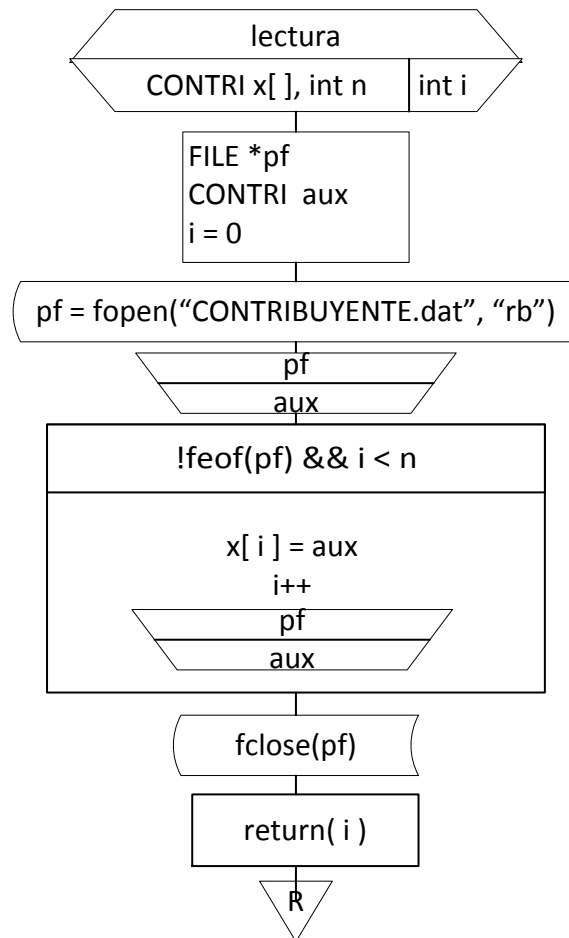 lectura
CONTRI x[ ], int n int i
FILE *pf
CONTRI aux
i = 0
pf = fopen(“CONTRIBUYENTE.dat”, “rb”)
pf
aux
!feof(pf) && i < n
x[ i ] = aux
i++
pf
aux
fclose(pf)
return( i )
R